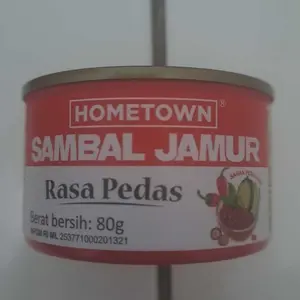 HOMETOWN®
SAMBAL JAMUR
Rasa Pedas
Berat bersih: 80g